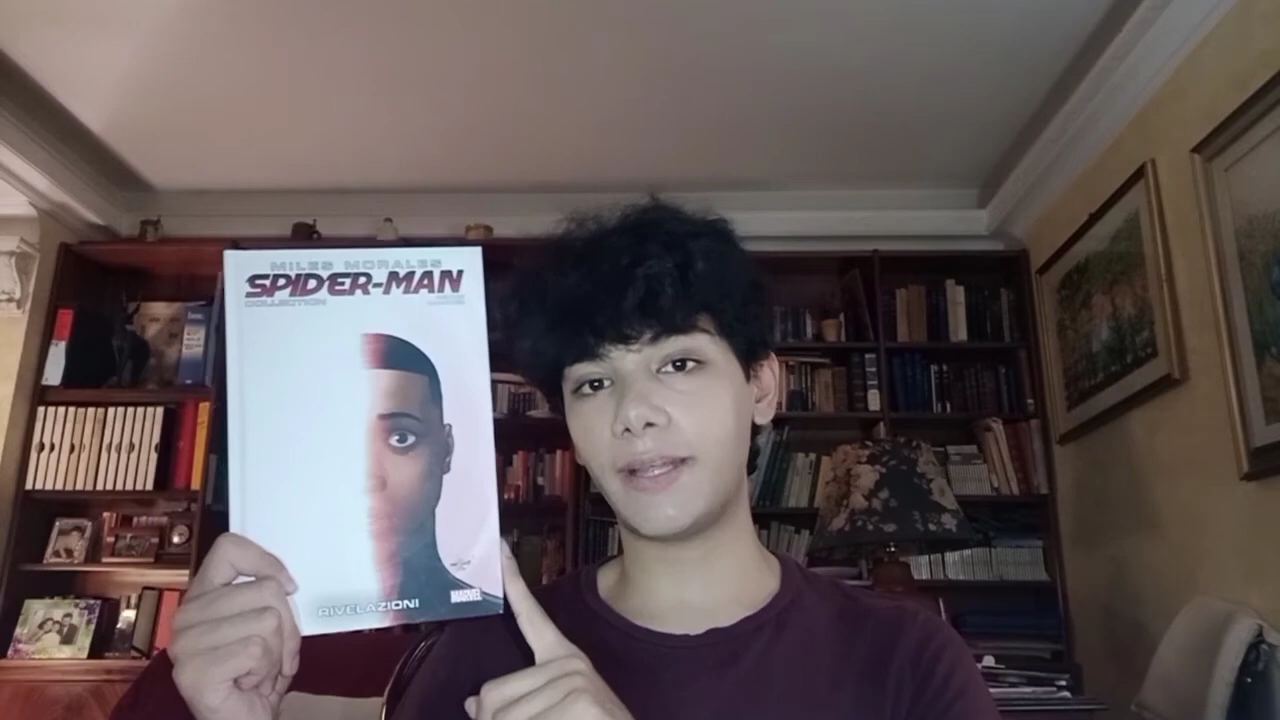 MILES MORALES
SPIDER-MAN
COLLECTION
RIVELAZIONI
MARVEL